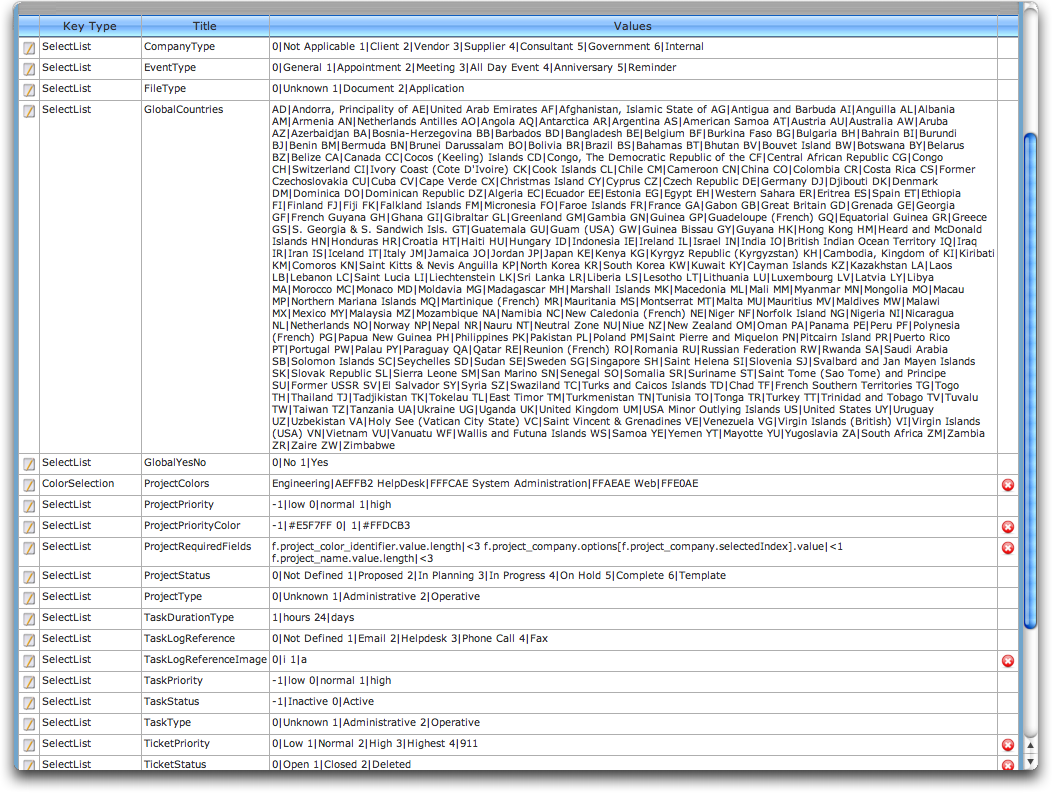 Key Type Title Values
SelectList CompanyType 0|Not Applicable 1|Client 2|Vendor 3|Supplier 4|Consultant 5|Government 6|Internal
SelectList EventType 0|General 1|Appointment 2|Meeting 3|All Day Event 4|Anniversary 5|Reminder
SelectList FileType 0|Unknown 1|Document 2|Application
SelectList GlobalCountries AD|Andorra, Principality of AE|United Arab Emirates AF|Afghanistan, Islamic State of AG|Antigua and Barbuda AI|Anguilla AL|Albania
AM|Armenia AN|Netherlands Antilles AO|Angola AQ|Antarctica AR|Argentina AS|American Samoa AT|Austria AU|Australia AW|Aruba
AZ|Azerbaidjan BA|Bosnia-Herzegovina BB|Barbados BD|Bangladesh BE|Belgium BF|Burkina Faso BG|Bulgaria BH|Bahrain BI|Burundi
BJ|Benin BM|Bermuda BN|Brunei Darussalam BO|Bolivia BR|Brazil BS|Bahamas BT|Bhutan BV|Bouvet Island BW|Botswana BY|Belarus
BZ|Belize CA|Canada CC|Cocos (Keeling) Islands CD|Congo, The Democratic Republic of the CF|Central African Republic CG|Congo
CH|Switzerland CI|Ivory Coast (Cote D'Ivoire) CK|Cook Islands CL|Chile CM|Cameroon CN|China CO|Colombia CR|Costa Rica CS|Former
Czechoslovakia CU|Cuba CV|Cape Verde CX|Christmas Island CY|Cyprus CZ|Czech Republic DE|Germany DJ|Djibouti DK|Denmark
DM|Dominica DO|Dominican Republic DZ|Algeria EC|Ecuador EE|Estonia EG|Egypt EH|Western Sahara ER|Eritrea ES|Spain ET|Ethiopia
FI|Finland FJ|Fiji FK|Falkland Islands FM|Micronesia FO|Faroe Islands FR|France GA|Gabon GB|Great Britain GD|Grenada GE|Georgia
GF|French Guyana GH|Ghana GI|Gibraltar GL|Greenland GM|Gambia GN|Guinea GP|Guadeloupe (French) GQ|Equatorial Guinea GR|Greece
GS|S. Georgia & S. Sandwich Isls. GT|Guatemala GU|Guam (USA) GW|Guinea Bissau GY|Guyana HK|Hong Kong HM|Heard and McDonald
Islands HN|Honduras HR|Croatia HT|Haiti HU|Hungary ID|Indonesia IE|Ireland IL|Israel IN|India IO|British Indian Ocean Territory IQ|Iraq
IR|Iran IS|Iceland IT|Italy JM|Jamaica JO|Jordan JP|Japan KE|Kenya KG|Kyrgyz Republic (Kyrgyzstan) KH|Cambodia, Kingdom of KI|Kiribati
KM|Comoros KN|Saint Kitts & Nevis Anguilla KP|North Korea KR|South Korea KW|Kuwait KY|Cayman Islands KZ|Kazakhstan LA|Laos
LB|Lebanon LC|Saint Lucia LI|Liechtenstein LK|Sri Lanka LR|Liberia LS|Lesotho LT|Lithuania LU|Luxembourg LV|Latvia LY|Libya
MA|Morocco MC|Monaco MD|Moldavia MG|Madagascar MH|Marshall Islands MK|Macedonia ML|Mali MM|Myanmar MN|Mongolia MO|Macau
MP|Northern Mariana Islands MQ|Martinique (French) MR|Mauritania MS|Montserrat MT|Malta MU|Mauritius MV|Maldives MW|Malawi
MX|Mexico MY|Malaysia MZ|Mozambique NA|Namibia NC|New Caledonia (French) NE|Niger NF|Norfolk Island NG|Nigeria NI|Nicaragua
NL|Netherlands NO|Norway NP|Nepal NR|Nauru NT|Neutral Zone NU|Niue NZ|New Zealand OM|Oman PA|Panama PE|Peru PF|Polynesia
(French) PG|Papua New Guinea PH|Philippines PK|Pakistan PL|Poland PM|Saint Pierre and Miquelon PN|Pitcairn Island PR|Puerto Rico
PT|Portugal PW|Palau PY|Paraguay QA|Qatar RE|Reunion (French) RO|Romania RU|Russian Federation RW|Rwanda SA|Saudi Arabia
SB|Solomon Islands SC|Seychelles SD|Sudan SE|Sweden SG|Singapore SH|Saint Helena SI|Slovenia SJ|Svalbard and Jan Mayen Islands
SK|Slovak Republic SL|Sierra Leone SM|San Marino SN|Senegal SO|Somalia SR|Suriname ST|Saint Tome (Sao Tome) and Principe
SU|Former USSR SV|El Salvador SY|Syria SZ|Swaziland TC|Turks and Caicos Islands TD|Chad TF|French Southern Territories TG|Togo
TH|Thailand TJ|Tadjikistan TK|Tokelau TL|East Timor TM|Turkmenistan TN|Tunisia TO|Tonga TR|Turkey TT|Trinidad and Tobago TV|Tuvalu
TW|Taiwan TZ|Tanzania UA|Ukraine UG|Uganda UK|United Kingdom UM|USA Minor Outlying Islands US|United States UY|Uruguay
UZ|Uzbekistan VA|Holy See (Vatican City State) VC|Saint Vincent & Grenadines VE|Venezuela VG|Virgin Islands (British) VI|Virgin Islands
(USA) VN|Vietnam VU|Vanuatu WF|Wallis and Futuna Islands WS|Samoa YE|Yemen YT|Mayotte YU|Yugoslavia ZA|South Africa ZM|Zambia
ZR|Zaire ZW|Zimbabwe
SelectList GlobalYesNo 0|No 1|Yes
ColorSelection ProjectColors Engineering|AEFFB2 HelpDesk|FFFCAE System Administration|FFAEAE Web|FFE0AE
SelectList ProjectPriority -1|low 0|normal 1|high
SelectList ProjectPriorityColor -1|#E5F7FF 0| 1|#FFDCB3
SelectList ProjectRequiredFields f.project_color_identifier.value.length|<3 f.project_company.options[f.project_company.selectedIndex].value|<1
f.project_name.value.length|<3
SelectList ProjectStatus 0|Not Defined 1|Proposed 2|In Planning 3|In Progress 4|On Hold 5|Complete 6|Template
SelectList ProjectType 0|Unknown 1|Administrative 2|Operative
SelectList TaskDurationType 1|hours 24|days
SelectList TaskLogReference 0|Not Defined 1|Email 2|Helpdesk 3|Phone Call 4|Fax
SelectList TaskLogReferenceImage 0|i 1|a
SelectList TaskPriority -1|low 0|normal 1|high
SelectList TaskStatus -1|Inactive 0|Active
SelectList TaskType 0|Unknown 1|Administrative 2|Operative
SelectList TicketPriority 0|Low 1|Normal 2|High 3|Highest 4|911
SelectList TicketStatus 0|Open 1|Closed 2|Deleted